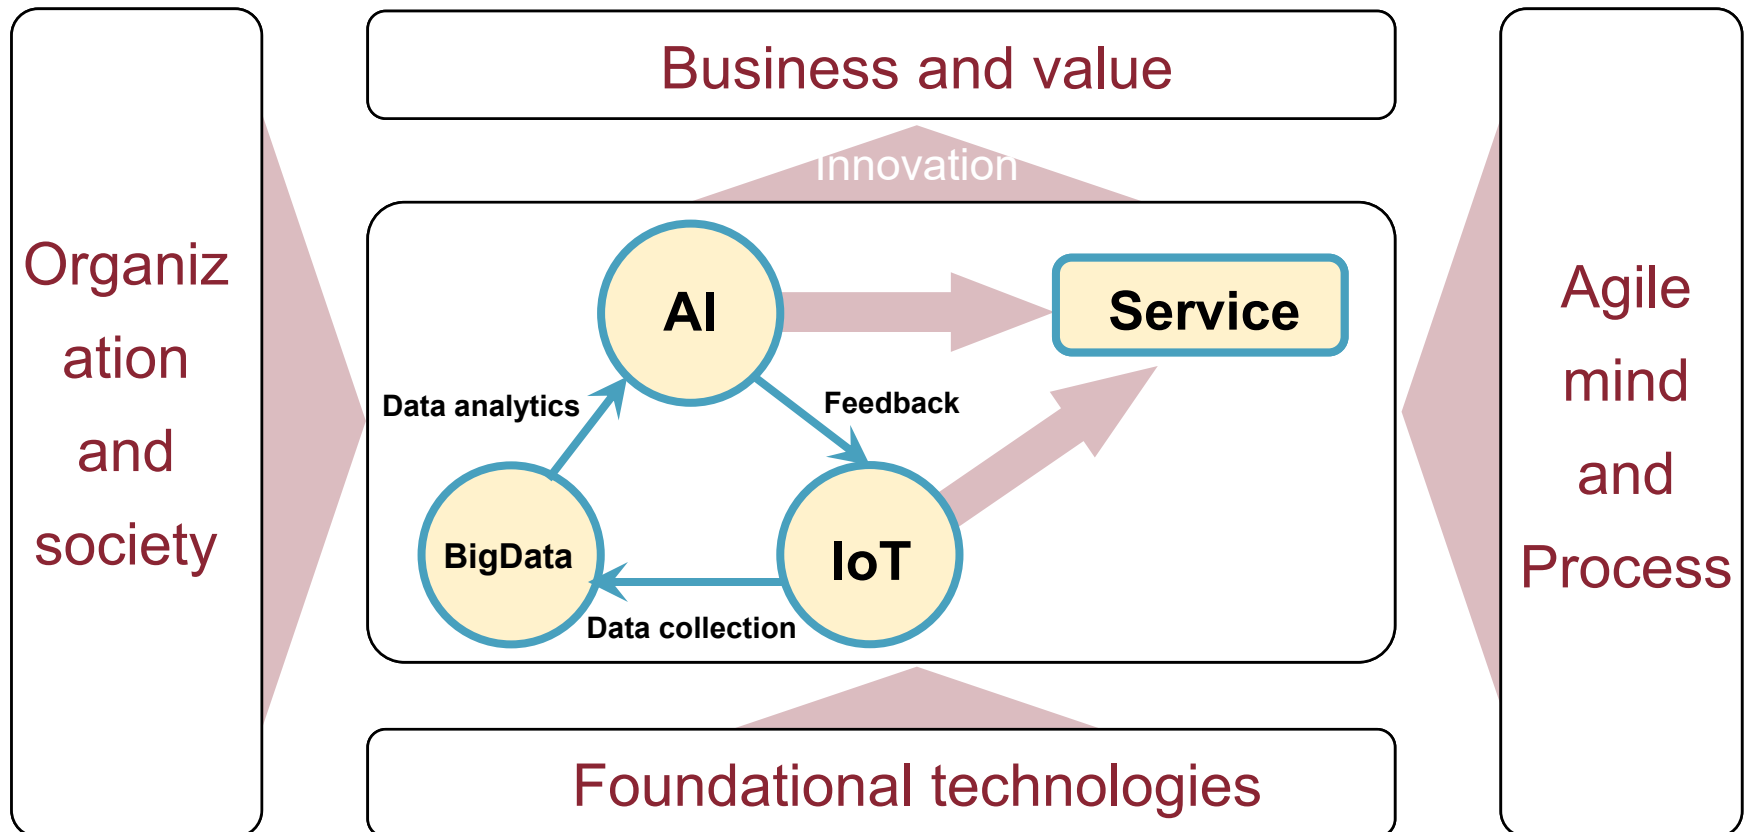 Business and value
Innovation
Organiz
ation
and
society
AI
Service
Data analytics
Feedback
BigData
IoT
Data collection
Agile
mind
and
Process
Foundational technologies